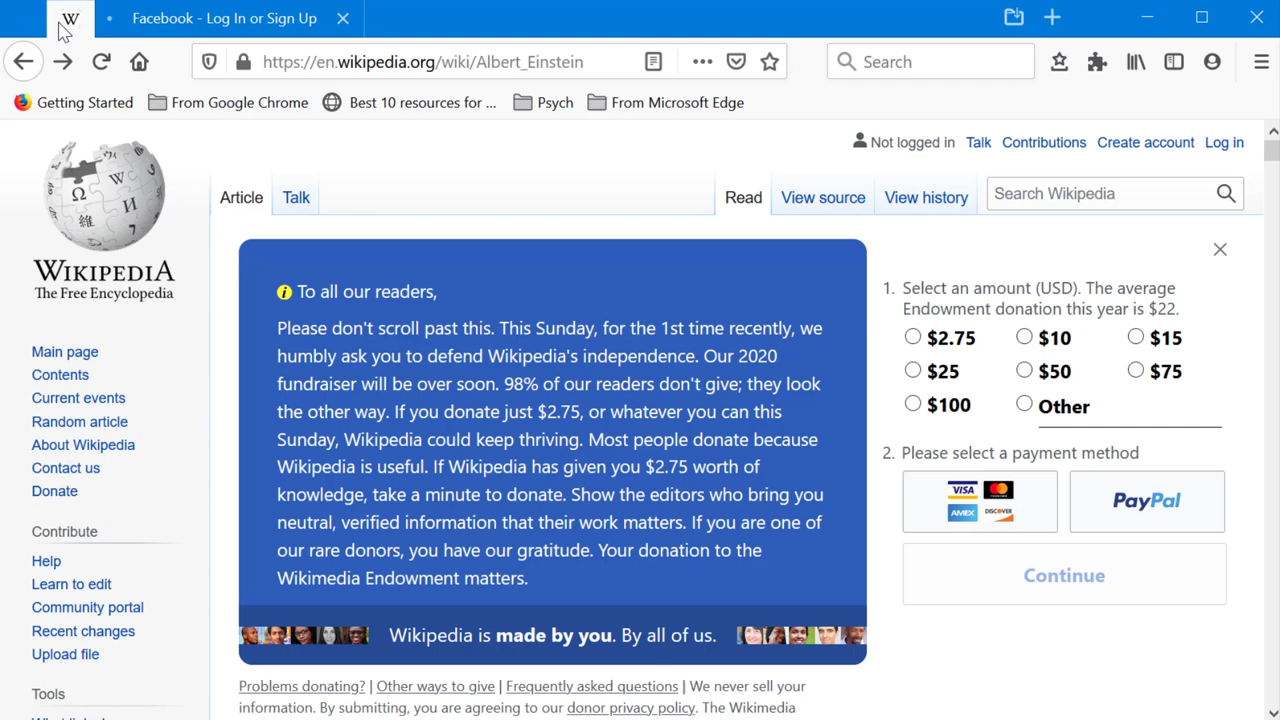 W
Facebook - Log In or Sign Up
https://en.wikipedia.org/wiki/Albert_Einstein
Search
Getting Started
From Google Chrome
Best 10 resources for ...
Psych
From Microsoft Edge
Not logged in Talk Contributions Create account Log in
Article Talk Read View source View history Search Wikipedia
Ω W И 維
WIKIPEDIA
The Free Encyclopedia
Main page
Contents
Current events
Random article
About Wikipedia
Contact us
Donate
Contribute
Help
Learn to edit
Community portal
Recent changes
Upload file
Tools
i To all our readers,
Please don't scroll past this. This Sunday, for the 1st time recently, we
humbly ask you to defend Wikipedia's independence. Our 2020
fundraiser will be over soon. 98% of our readers don't give; they look
the other way. If you donate just $2.75, or whatever you can this
Sunday, Wikipedia could keep thriving. Most people donate because
Wikipedia is useful. If Wikipedia has given you $2.75 worth of
knowledge, take a minute to donate. Show the editors who bring you
neutral, verified information that their work matters. If you are one of
our rare donors, you have our gratitude. Your donation to the
Wikimedia Endowment matters.
Wikipedia is made by you. By all of us.
1. Select an amount (USD). The average
Endowment donation this year is $22.
$2.75 $10 $15
$25 $50 $75
$100 Other
2. Please select a payment method
VISA
AMEX DISCOVER
PayPal
Continue
Problems donating? | Other ways to give | Frequently asked questions | We never sell your
information. By submitting, you are agreeing to our donor privacy policy. The Wikimedia